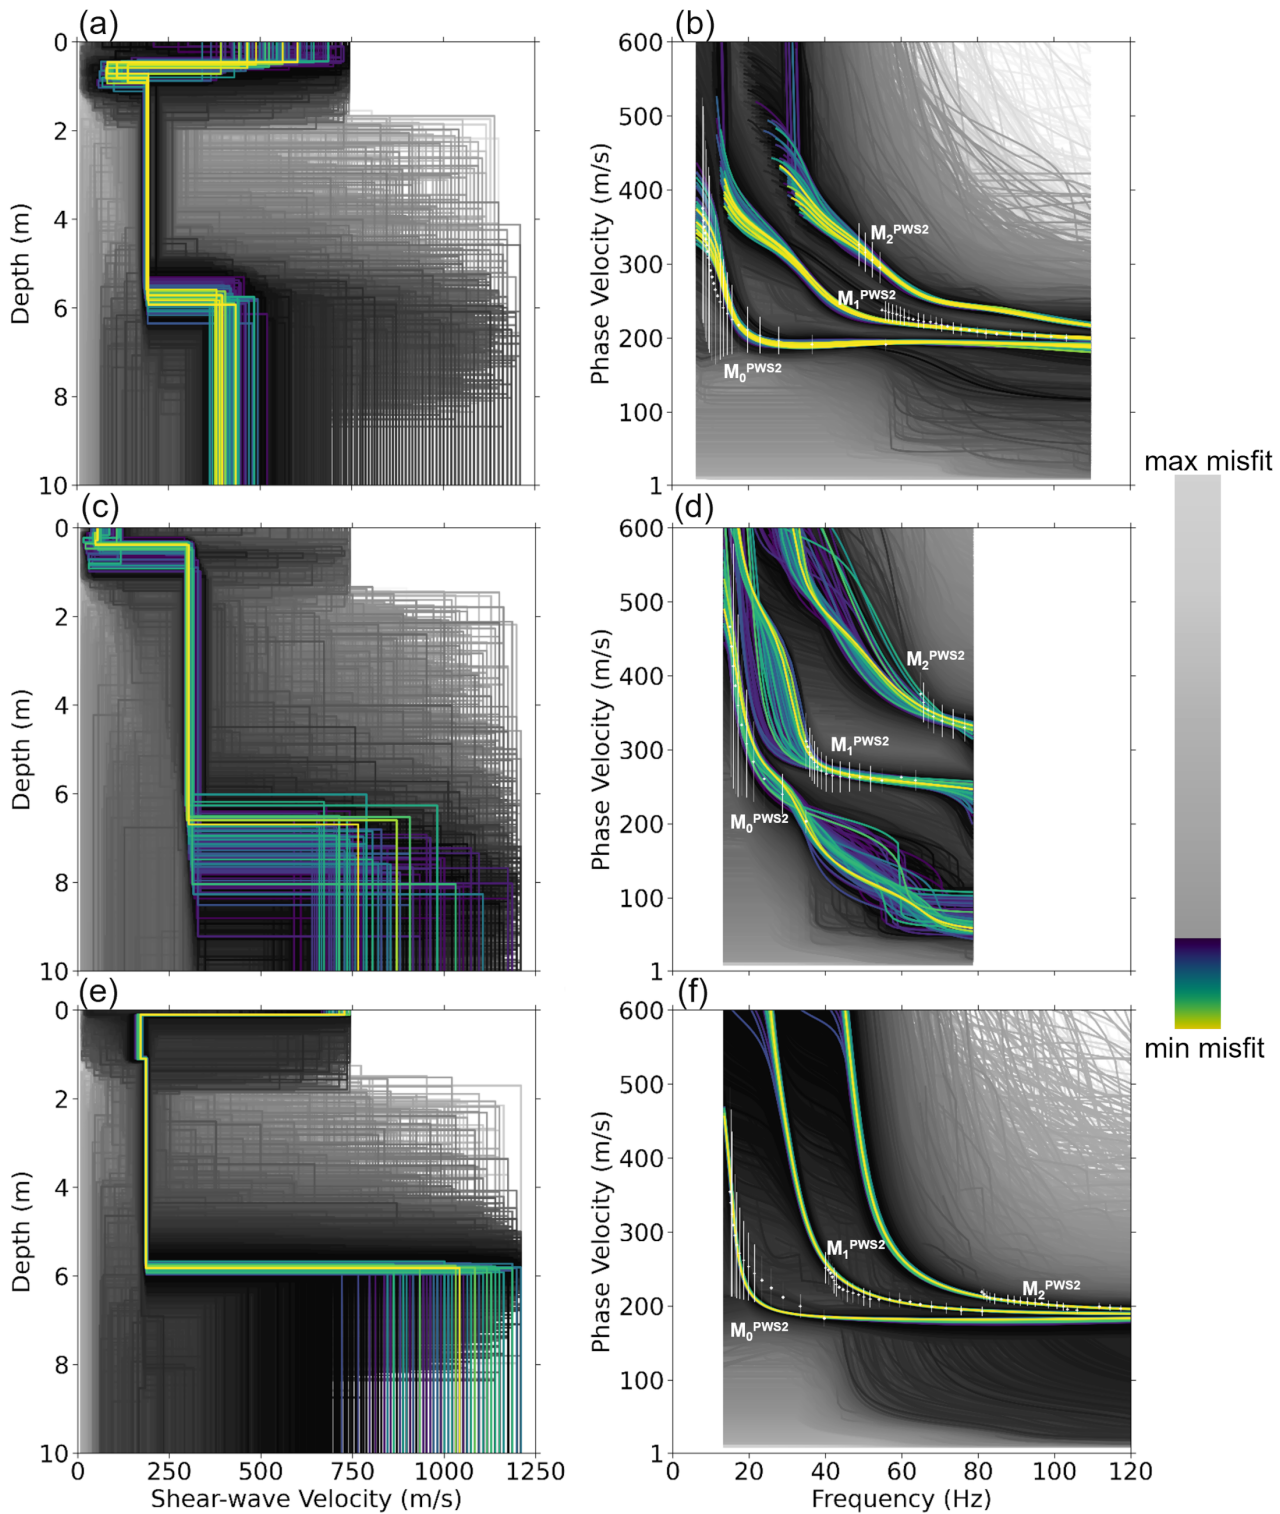 (a)
0
2
4
6
8
10
Depth (m)
(b)
600
500
400
300
200
100
1
Phase Velocity (m/s)
M₂ᴾᵂˢ²
M₁ᴾᵂˢ²
M₀ᴾᵂˢ²
(c)
0
2
4
6
8
10
Depth (m)
(d)
600
500
400
300
200
100
1
Phase Velocity (m/s)
M₂ᴾᵂˢ²
M₁ᴾᵂˢ²
M₀ᴾᵂˢ²
max misfit
min misfit
(e)
0
2
4
6
8
10
Depth (m)
0 250 500 750 1000 1250
Shear-wave Velocity (m/s)
(f)
600
500
400
300
200
100
1
Phase Velocity (m/s)
M₁ᴾᵂˢ²
M₂ᴾᵂˢ²
M₀ᴾᵂˢ²
0 20 40 60 80 100 120
Frequency (Hz)